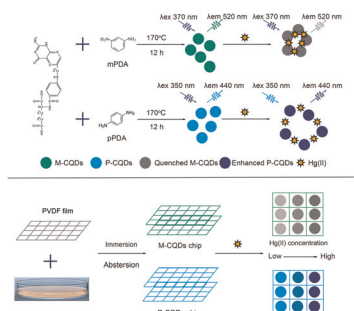 λex 370 nm λem 520 nm λex 370 nm λem 520 nm
170℃
12 h
mPDA
λex 350 nm λem 440 nm λex 350 nm λem 440 nm
170℃
12 h
pPDA
M-CQDs P-CQDs Quenched M-CQDs Enhanced P-CQDs Hg(II)
PVDF film
Immersion
Abstersion
M-CQDs chip
Hg(II) concentration
Low High